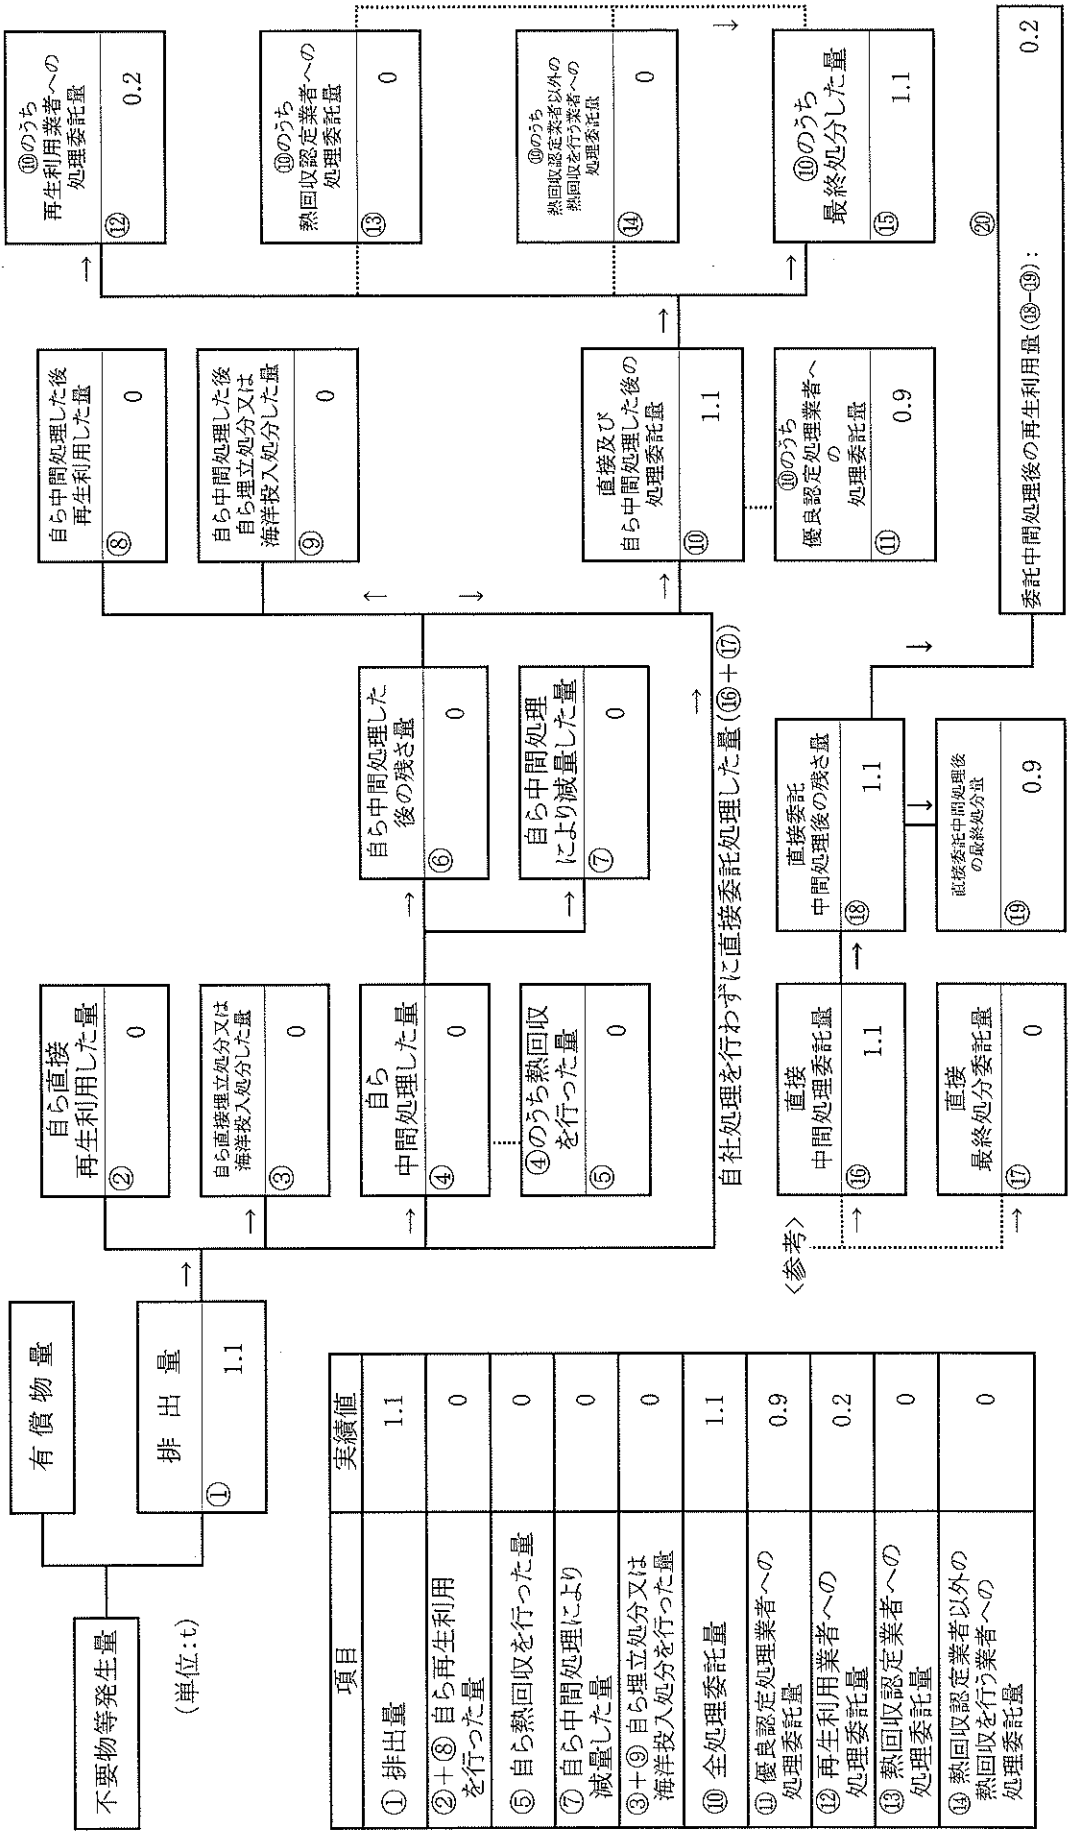 不要物等発生量
(単位:t)
有償物量
排出量
①
1.1
自ら直接
再生利用した量
②
0
自ら直接埋立処分又は
海洋投入処分した量
③
0
自ら
中間処理した量
④
0
④のうち熱回収
を行った量
⑤
0
自ら中間処理した
後の残さ量
⑥
0
自ら中間処理
により減量した量
⑦
0
自ら中間処理した後
再生利用した量
⑧
0
自ら中間処理した後
自ら埋立処分又は
海洋投入処分した量
⑨
0
直接及び
自ら中間処理した後の
処理委託量
⑩
1.1
⑩のうち
優良認定処理業者へ
の
処理委託量
⑪
0.9
⑩のうち
再生利用業者への
処理委託量
⑫
0.2
⑩のうち
熱回収認定業者への
処理委託量
⑬
0
⑩のうち
熱回収認定業者以外の
熱回収を行う業者への
処理委託量
⑭
0
⑩のうち
最終処分した量
⑮
1.1
自社処理を行わずに直接委託処理した量(⑯+⑰)
<参考>
直接
中間処理委託量
⑯
1.1
直接
最終処分委託量
⑰
0
直接委託
中間処理後の残さ量
⑱
1.1
直接委託中間処理後
の最終処分量
⑲
0.9
⑳
委託中間処理後の再生利用量(⑱-⑲): 0.2
項目 実績値
① 排出量 1.1
②+⑧ 自ら再生利用
を行った量 0
⑤ 自ら熱回収を行った量 0
⑦ 自ら中間処理により
減量した量 0
③+⑨ 自ら埋立処分又は
海洋投入処分を行った量 0
⑩ 全処理委託量 1.1
⑪ 優良認定処理業者への
処理委託量 0.9
⑫ 再生利用業者への
処理委託量 0.2
⑬ 熱回収認定業者への
処理委託量 0
⑭ 熱回収認定業者以外の
熱回収を行う業者への
処理委託量 0